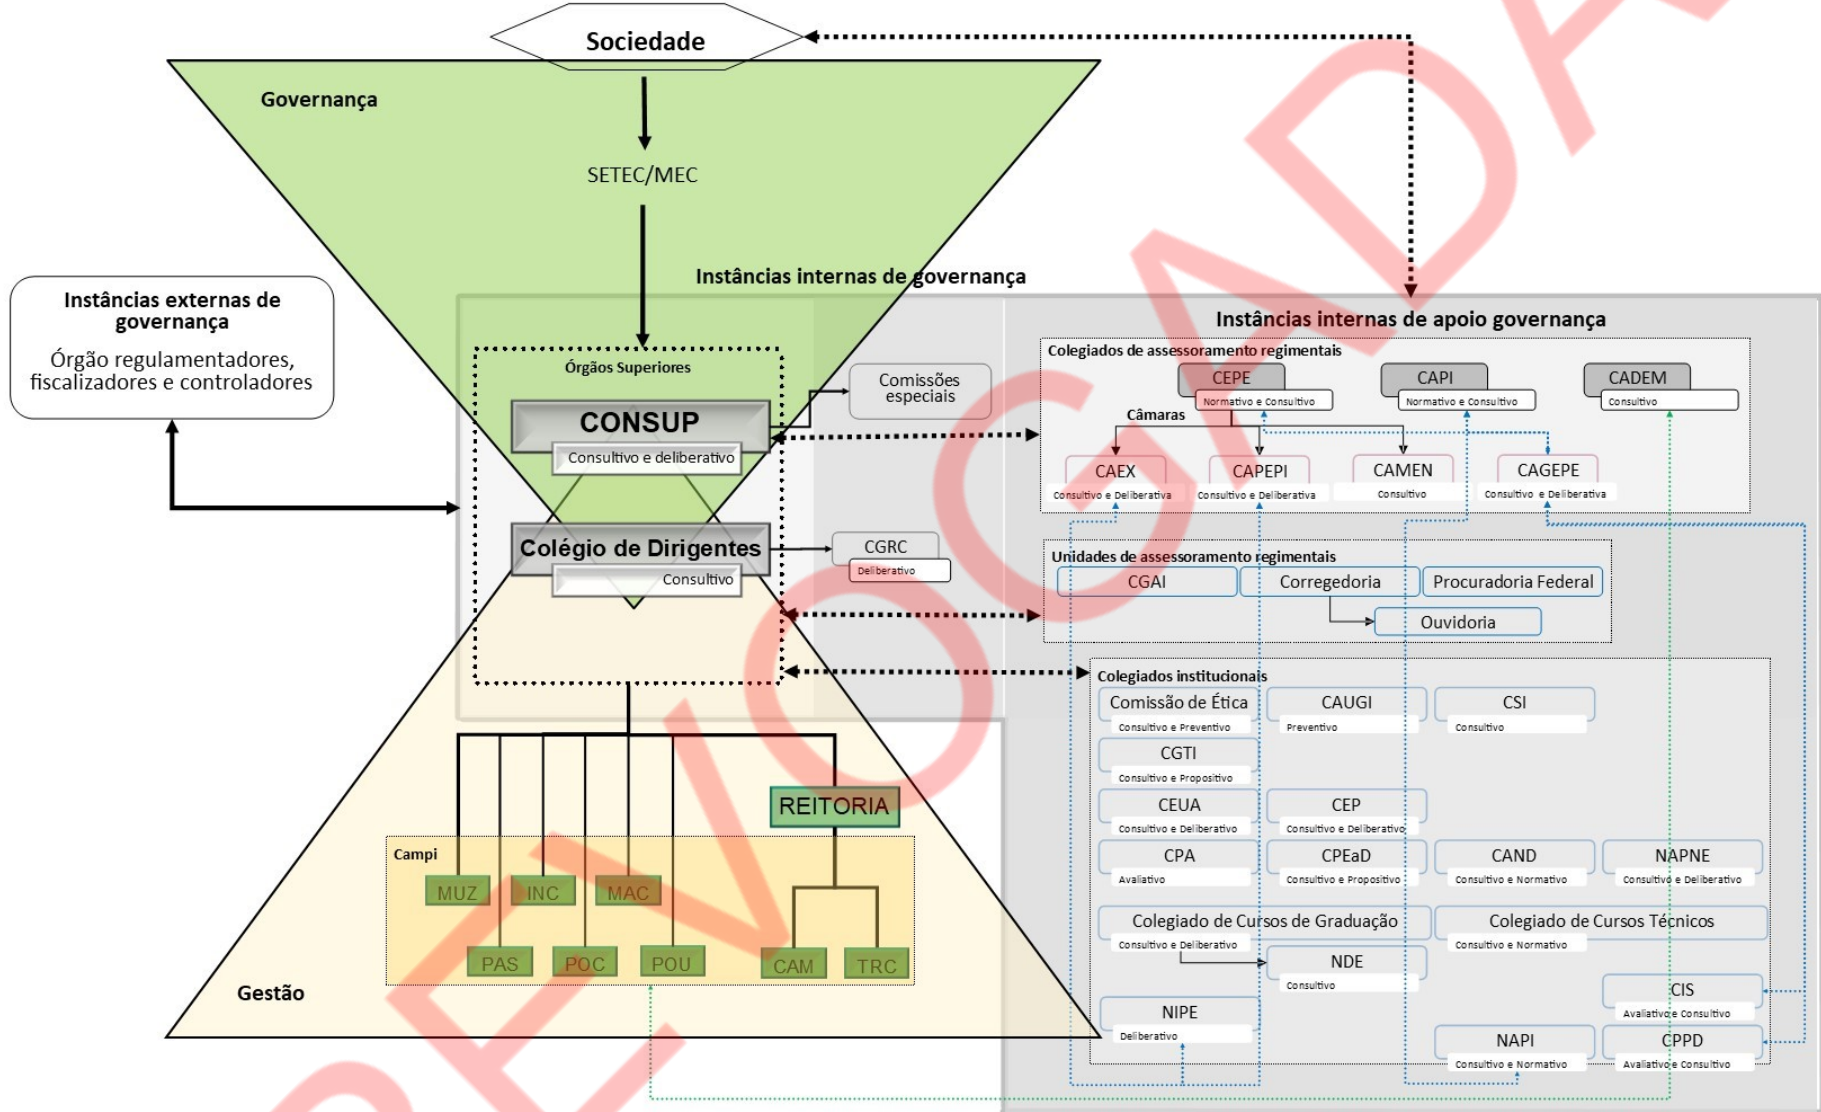 Sociedade
Governança
SETEC/MEC
Instâncias internas de governança
Instâncias externas de
governança
Órgão regulamentadores,
fiscalizadores e controladores
Órgãos Superiores
CONSUP
Consultivo e deliberativo
Comissões
especiais
Colégio de Dirigentes
Consultivo
CGRC
Deliberativo
Instâncias internas de apoio governança
Colegiados de assessoramento regimentais
CEPE
Normativo e Consultivo
CAPI
Normativo e Consultivo
CADEM
Consultivo
Câmaras
CAEX
Consultivo e Deliberativa
CAPEPI
Consultivo e Deliberativa
CAMEN
Consultivo
CAGEPE
Consultivo e Deliberativa
Unidades de assessoramento regimentais
CGAI
Corregedoria
Procuradoria Federal
Ouvidoria
Colegiados institucionais
Comissão de Ética
Consultivo e Preventivo
CAUGI
Preventivo
CSI
Consultivo
CGTI
Consultivo e Propositivo
CEUA
Consultivo e Deliberativo
CEP
Consultivo e Deliberativo
CPA
Avaliativo
CPEaD
Consultivo e Propositivo
CAND
Consultivo e Normativo
NAPNE
Consultivo e Deliberativo
Colegiado de Cursos de Graduação
Consultivo e Deliberativo
Colegiado de Cursos Técnicos
Consultivo e Normativo
NDE
Consultivo
CIS
Avaliativo e Consultivo
NIPE
Deliberativo
NAPI
Consultivo e Normativo
CPPD
Avaliativo e Consultivo
REITORIA
Campi
MUZ
INC
MAC
PAS
POC
POU
CAM
TRC
Gestão
REVOGADA